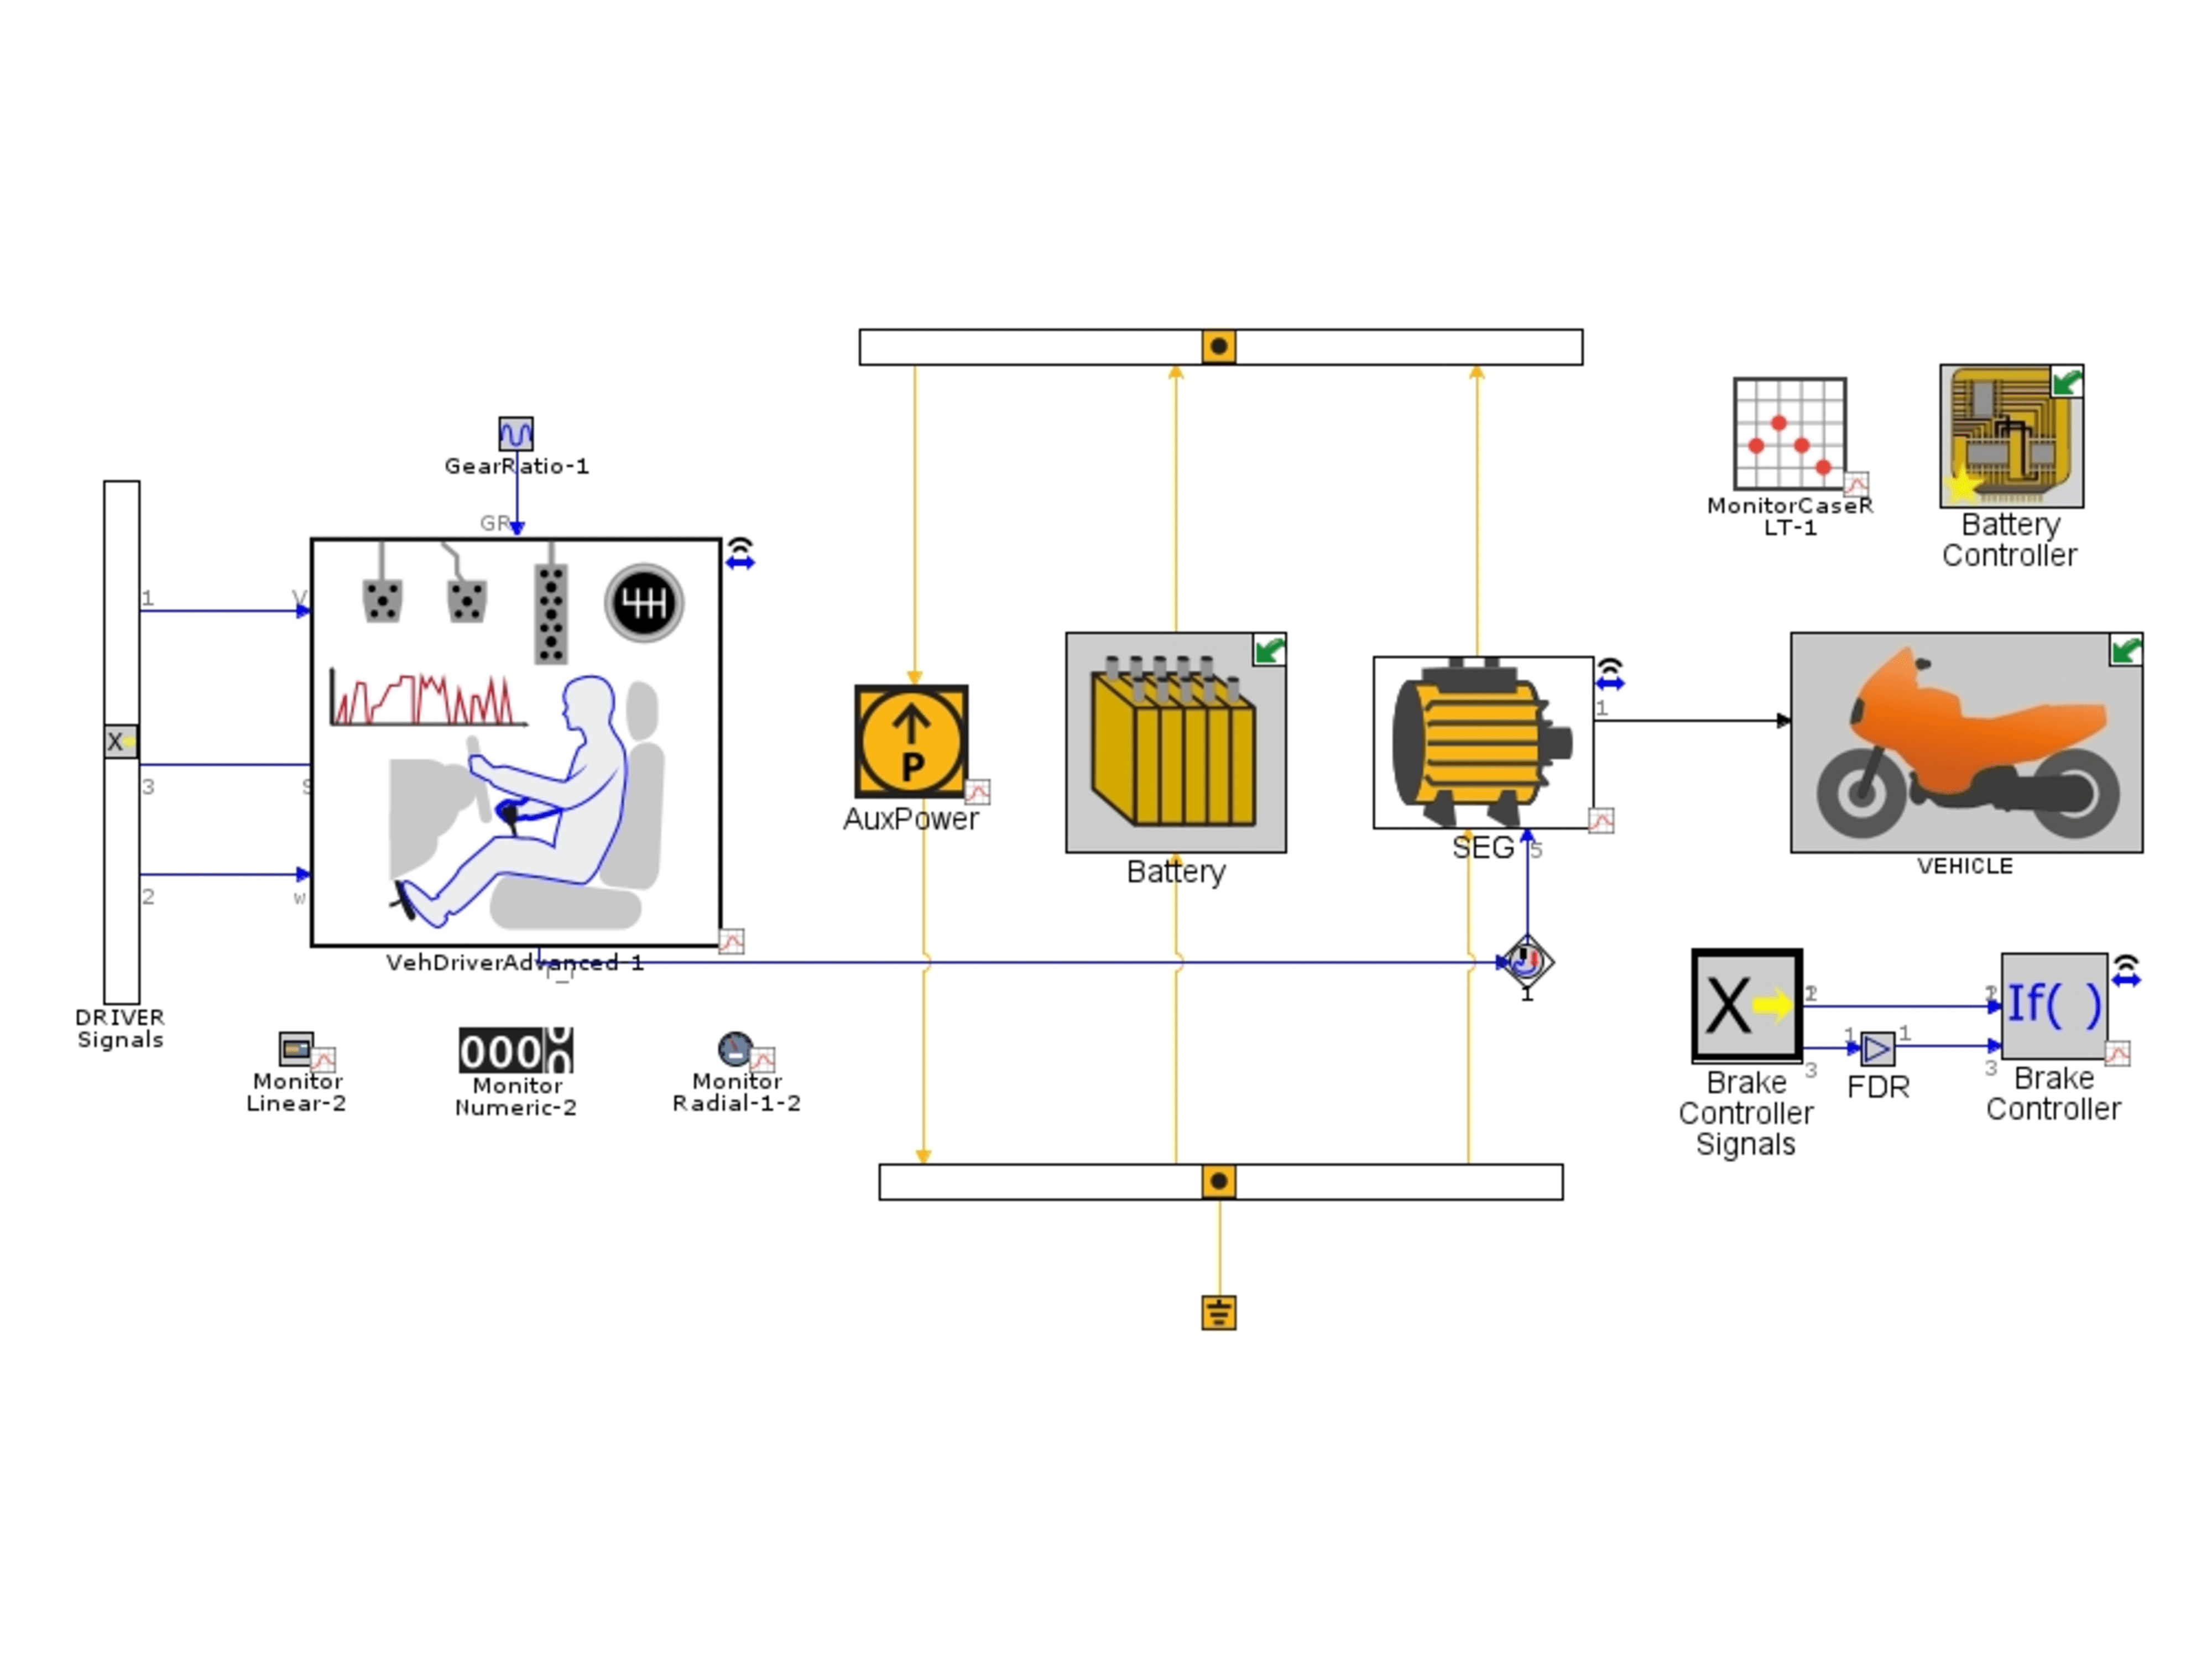 GearRatio-1
GR
1
V
X
3
S
2
w
VehDriverAdvanced-1
DRIVER
Signals
Monitor
Linear-2
000
Monitor
Numeric-2
Monitor
Radial-1-2
P
AuxPower
Battery
SEG
5
1
1
MonitorCaseR
LT-1
Battery
Controller
VEHICLE
X
2
3
Brake
Controller
Signals
1
FDR
1
2
3
If( )
Brake
Controller